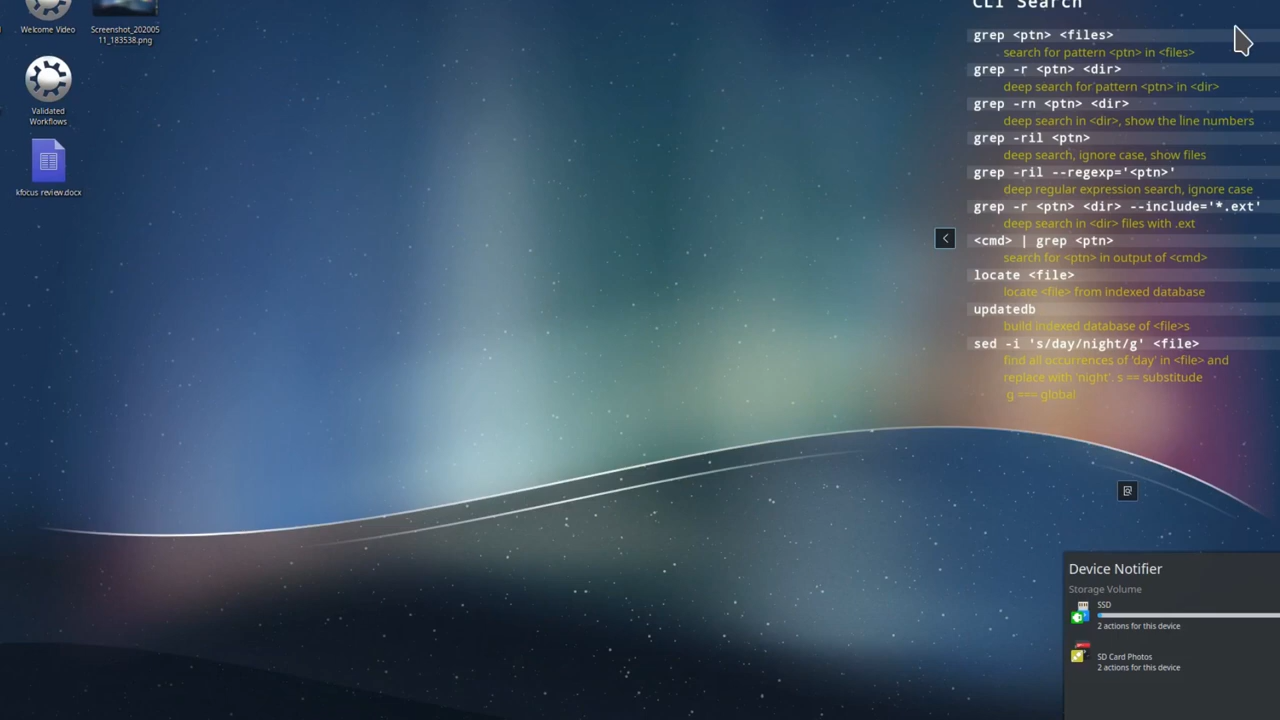 Welcome Video
Screenshot_202005
11_183538.png
Validated
Workflows
kfocus review.docx
CLI Search
grep <ptn> <files>
search for pattern <ptn> in <files>
grep -r <ptn> <dir>
deep search for pattern <ptn> in <dir>
grep -rn <ptn> <dir>
deep search in <dir>, show the line numbers
grep -ril <ptn>
deep search, ignore case, show files
grep -ril --regexp='<ptn>'
deep regular expression search, ignore case
grep -r <ptn> <dir> --include='*.ext'
deep search in <dir> files with .ext
<cmd> | grep <ptn>
search for <ptn> in output of <cmd>
locate <file>
locate <file> from indexed database
updatedb
build indexed database of <file>s
sed -i 's/day/night/g' <file>
find all occurrences of 'day' in <file> and
replace with 'night'. s == substitude
g === global
Device Notifier
Storage Volume
SSD
2 actions for this device
SD Card Photos
2 actions for this device